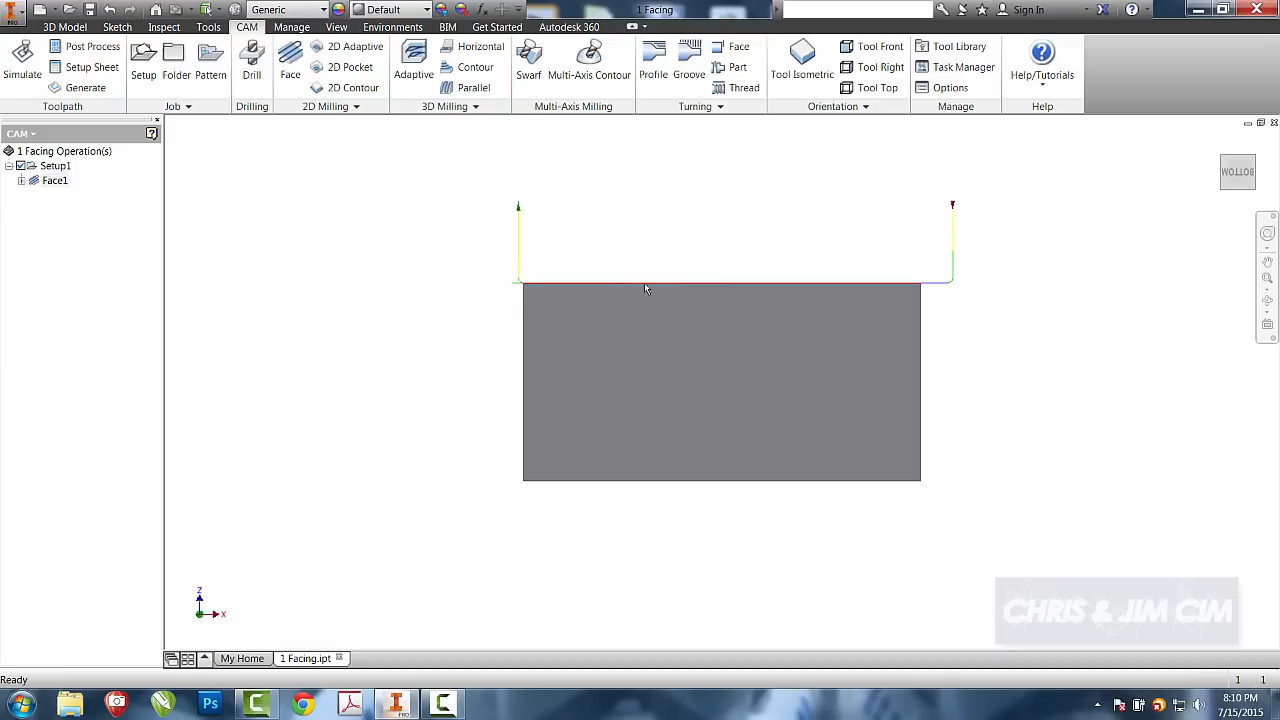 PRO
Generic
Default
1 Facing
Sign In
3D Model Sketch Inspect Tools CAM Manage View Environments BIM Get Started Autodesk 360
Simulate
Post Process
Setup Sheet
Generate
Toolpath
Setup
Folder
Job
Drill
Drilling
Face
2D Adaptive
2D Pocket
2D Contour
2D Milling
Adaptive
Horizontal
Contour
Parallel
3D Milling
Swarf
Multi-Axis Contour
Multi-Axis Milling
Profile
Groove
Face
Part
Thread
Turning
Tool Isometric
Tool Front
Tool Right
Tool Top
Orientation
Tool Library
Task Manager
Options
Manage
Help/Tutorials
Help
CAM
1 Facing Operation(s)
Setup1
Face1
BOTTOM
Z
X
CHRIS & JIM CIM
My Home
1 Facing.ipt
Ready
1 1
Ps
PRO
8:10 PM
7/15/2015